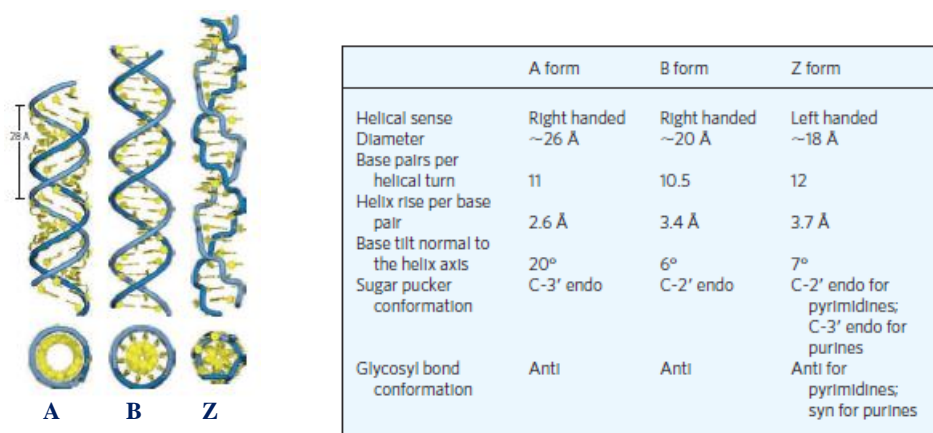 28 Å
A B Z
A form B form Z form
Helical sense Right handed Right handed Left handed
Diameter ~26 Å ~20 Å ~18 Å
Base pairs per
helical turn 11 10.5 12
Helix rise per base
pair 2.6 Å 3.4 Å 3.7 Å
Base tilt normal to
the helix axis 20° 6° 7°
Sugar pucker C-3′ endo C-2′ endo C-2′ endo for
conformation pyrimidines;
C-3′ endo for
purines
Glycosyl bond Anti Anti Anti for
conformation pyrimidines;
syn for purines